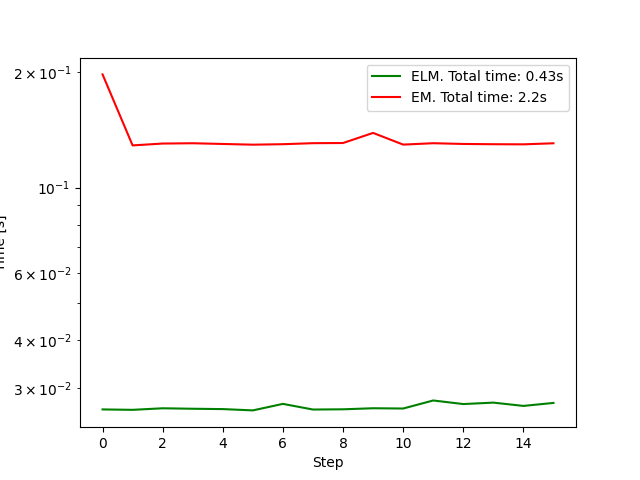 ELM. Total time: 0.43s
EM. Total time: 2.2s
2 × 10⁻¹
10⁻¹
6 × 10⁻²
4 × 10⁻²
3 × 10⁻²
0 2 4 6 8 10 12 14
Step